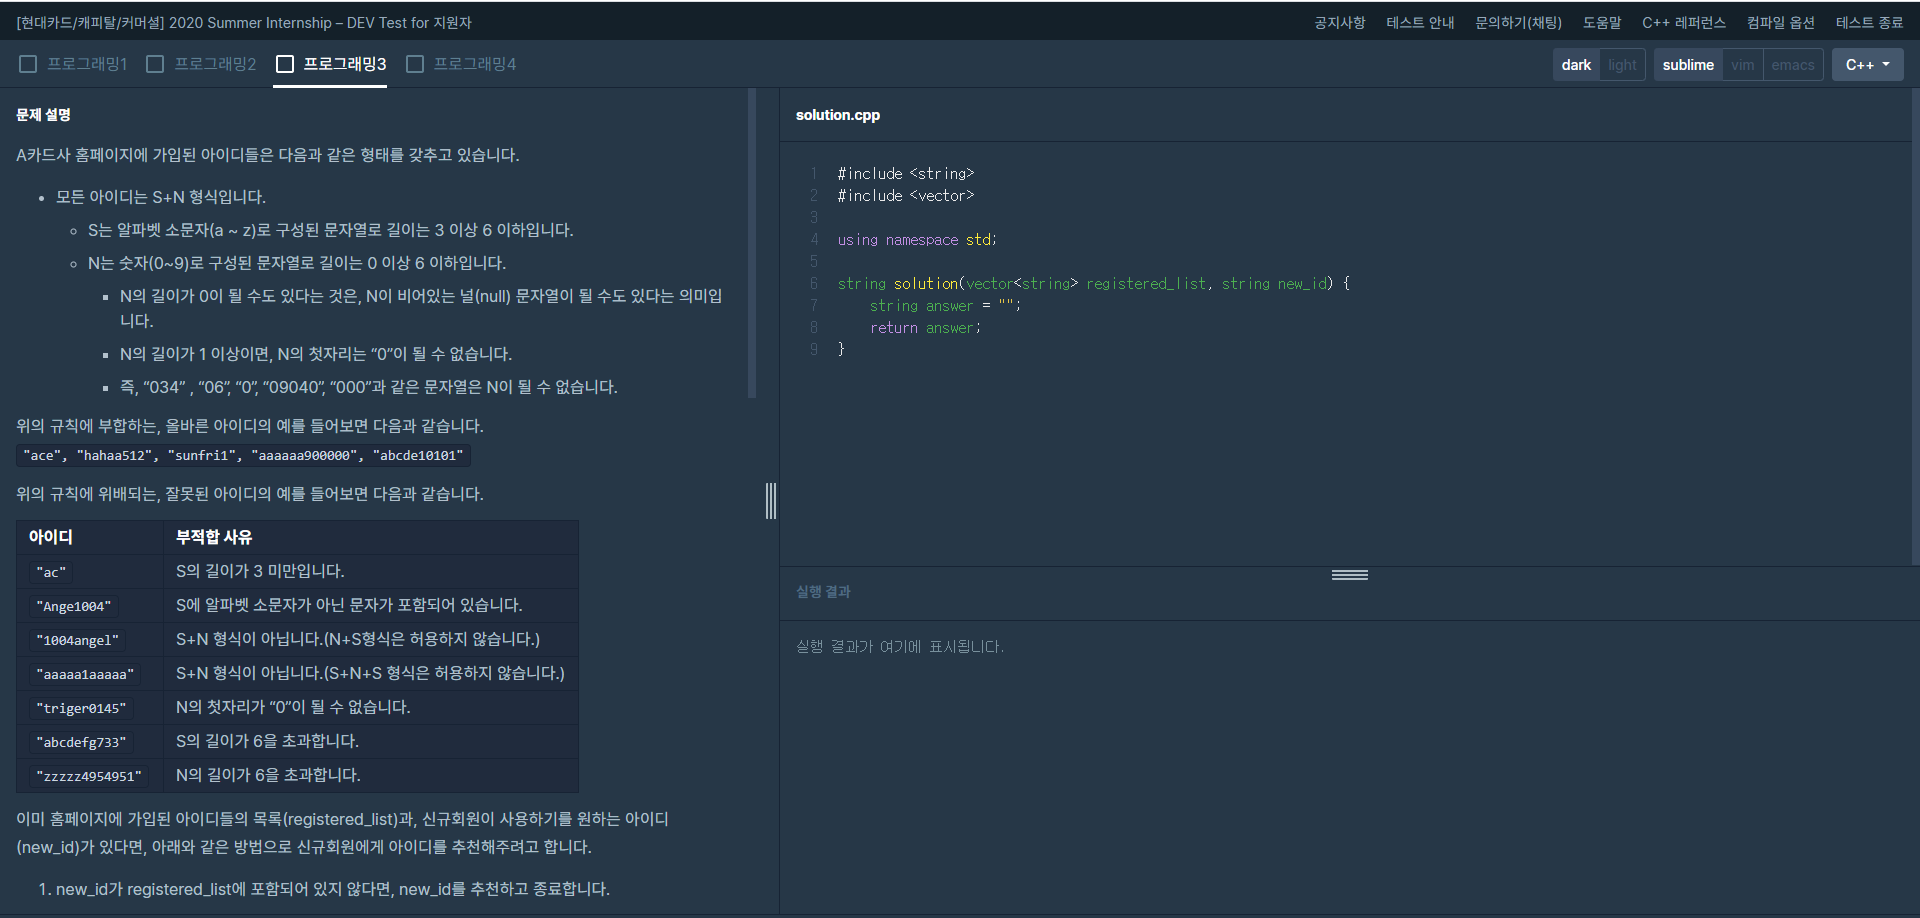 [현대카드/캐피탈/커머셜] 2020 Summer Internship – DEV Test for 지원자
공지사항 테스트 안내 문의하기(채팅) 도움말 C++ 레퍼런스 컴파일 옵션 테스트 종료
프로그래밍1 프로그래밍2 프로그래밍3 프로그래밍4
dark light sublime vim emacs C++
문제 설명
A카드사 홈페이지에 가입된 아이디들은 다음과 같은 형태를 갖추고 있습니다.
• 모든 아이디는 S+N 형식입니다.
◦ S는 알파벳 소문자(a ~ z)로 구성된 문자열로 길이는 3 이상 6 이하입니다.
◦ N는 숫자(0~9)로 구성된 문자열로 길이는 0 이상 6 이하입니다.
▪ N의 길이가 0이 될 수도 있다는 것은, N이 비어있는 널(null) 문자열이 될 수도 있다는 의미입
니다.
▪ N의 길이가 1 이상이면, N의 첫자리는 “0”이 될 수 없습니다.
▪ 즉, “034” , “06”, “0”, “09040”, “000”과 같은 문자열은 N이 될 수 없습니다.
위의 규칙에 부합하는, 올바른 아이디의 예를 들어보면 다음과 같습니다.
"ace", "hahaa512", "sunfri1", "aaaaaa900000", "abcde10101"
위의 규칙에 위배되는, 잘못된 아이디의 예를 들어보면 다음과 같습니다.
아이디 부적합 사유
"ac" S의 길이가 3 미만입니다.
"Ange1004" S에 알파벳 소문자가 아닌 문자가 포함되어 있습니다.
"1004angel" S+N 형식이 아닙니다.(N+S형식은 허용하지 않습니다.)
"aaaaa1aaaaa" S+N 형식이 아닙니다.(S+N+S 형식은 허용하지 않습니다.)
"triger0145" N의 첫자리가 “0”이 될 수 없습니다.
"abcdefg733" S의 길이가 6을 초과합니다.
"zzzzz4954951" N의 길이가 6을 초과합니다.
이미 홈페이지에 가입된 아이디들의 목록(registered_list)과, 신규회원이 사용하기를 원하는 아이디
(new_id)가 있다면, 아래와 같은 방법으로 신규회원에게 아이디를 추천해주려고 합니다.
1. new_id가 registered_list에 포함되어 있지 않다면, new_id를 추천하고 종료합니다.
solution.cpp
1 #include <string>
2 #include <vector>
3
4 using namespace std;
5
6 string solution(vector<string> registered_list, string new_id) {
7 string answer = "";
8 return answer;
9 }
실행 결과
실행 결과가 여기에 표시됩니다.